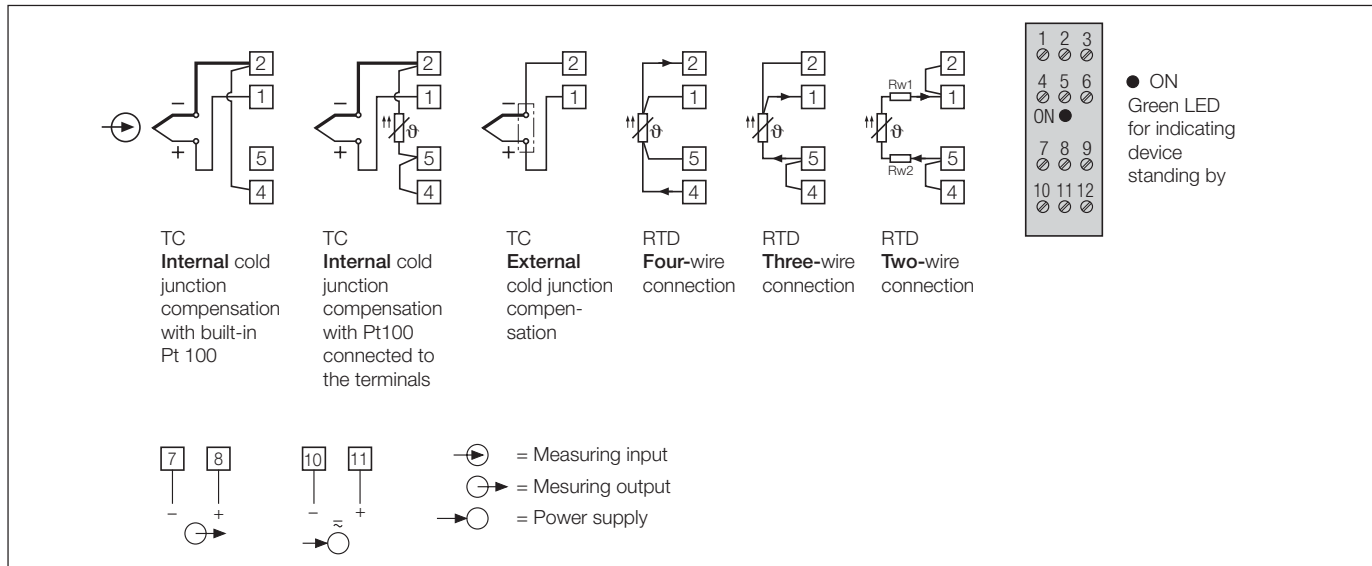 2
1
5
4
− +
2
1
5
4
− + ϑ
2
1
− +
2
1
5
4
ϑ
2
1
5
4
ϑ
2
1
5
4
Rw1
Rw2
ϑ
1 2 3
4 5 6
ON
7 8 9
10 11 12
ON
Green LED
for indicating
device
standing by
TC
Internal cold
junction
compensation
with built-in
Pt 100
TC
Internal cold
junction
compensation
with Pt100
connected to
the terminals
TC
External
cold junction
compen-
sation
RTD
Four-wire
connection
RTD
Three-wire
connection
RTD
Two-wire
connection
7 8
− +
10 11
− +
= Measuring input
= Mesuring output
= Power supply